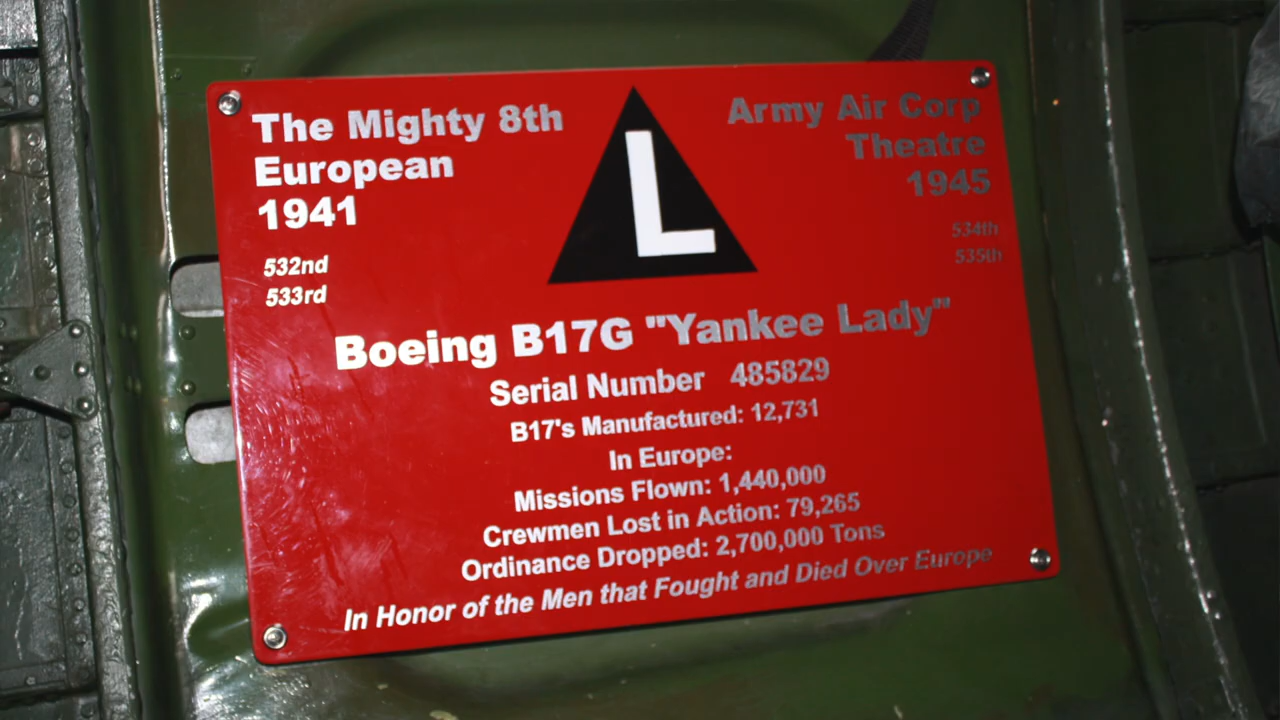 The Mighty 8th
European
1941
532nd
533rd
L
Army Air Corp
Theatre
1945
534th
535th
Boeing B17G "Yankee Lady"
Serial Number 485829
B17's Manufactured: 12,731
In Europe:
Missions Flown: 1,440,000
Crewmen Lost in Action: 79,265
Ordinance Dropped: 2,700,000 Tons
In Honor of the Men that Fought and Died Over Europe